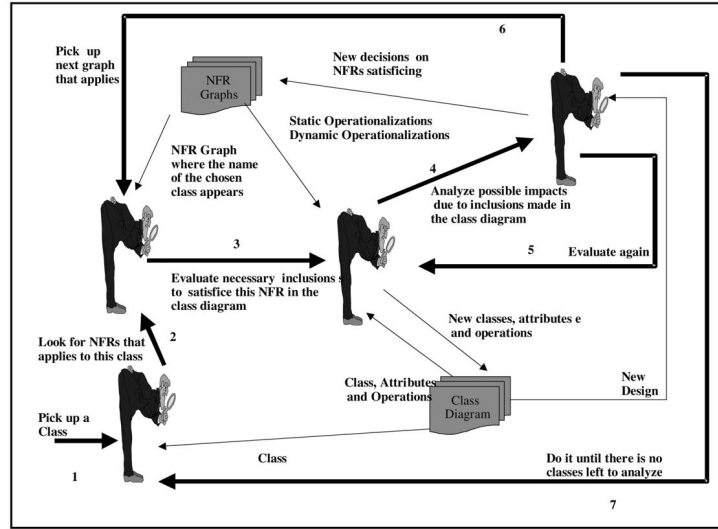 6
Pick up
next graph
that applies
New decisions on
NFRs satisficing
NFR
Graphs
Static Operationalizations
Dynamic Operationalizations
NFR Graph
where the name
of the chosen
class appears
4
Analyze possible impacts
due to inclusions made in
the class diagram
3
5
Evaluate again
Evaluate necessary inclusions s
to satisfice this NFR in the
class diagram
New classes, attributes e
and operations
2
Look for NFRs that
applies to this class
Class, Attributes
and Operations
Class
Diagram
New
Design
Pick up a
Class
Class
Do it until there is no
classes left to analyze
1
7